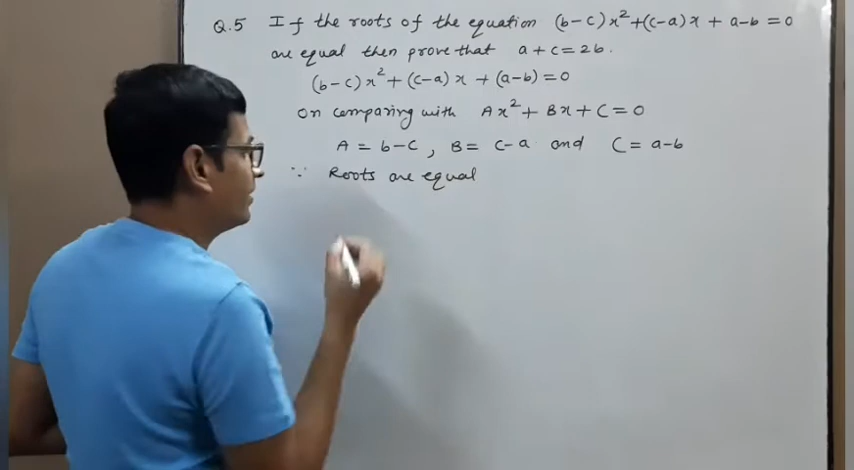 Q.5 If the roots of the equation (b-c)x²+(c-a)x + a-b = 0
are equal then prove that a+c=2b.
(b-c)x²+(c-a)x+(a-b)=0
on comparing with Ax²+Bx+C=0
A = b-c, B= c-a and C= a-b
∵ Roots are equal